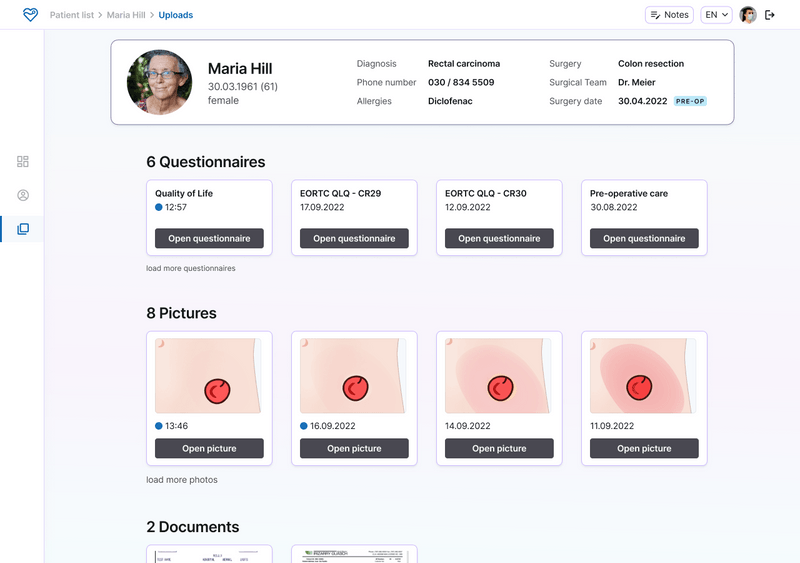 Patient list > Maria Hill > Uploads
Notes
EN
Maria Hill
30.03.1961 (61)
female
Diagnosis Rectal carcinoma
Phone number 030 / 834 5509
Allergies Diclofenac
Surgery Colon resection
Surgical Team Dr. Meier
Surgery date 30.04.2022 PRE-OP
6 Questionnaires
Quality of Life
12:57
Open questionnaire
EORTC QLQ - CR29
17.09.2022
Open questionnaire
EORTC QLQ - CR30
12.09.2022
Open questionnaire
Pre-operative care
30.08.2022
Open questionnaire
load more questionnaires
8 Pictures
13:46
Open picture
16.09.2022
Open picture
14.09.2022
Open picture
11.09.2022
Open picture
load more photos
2 Documents